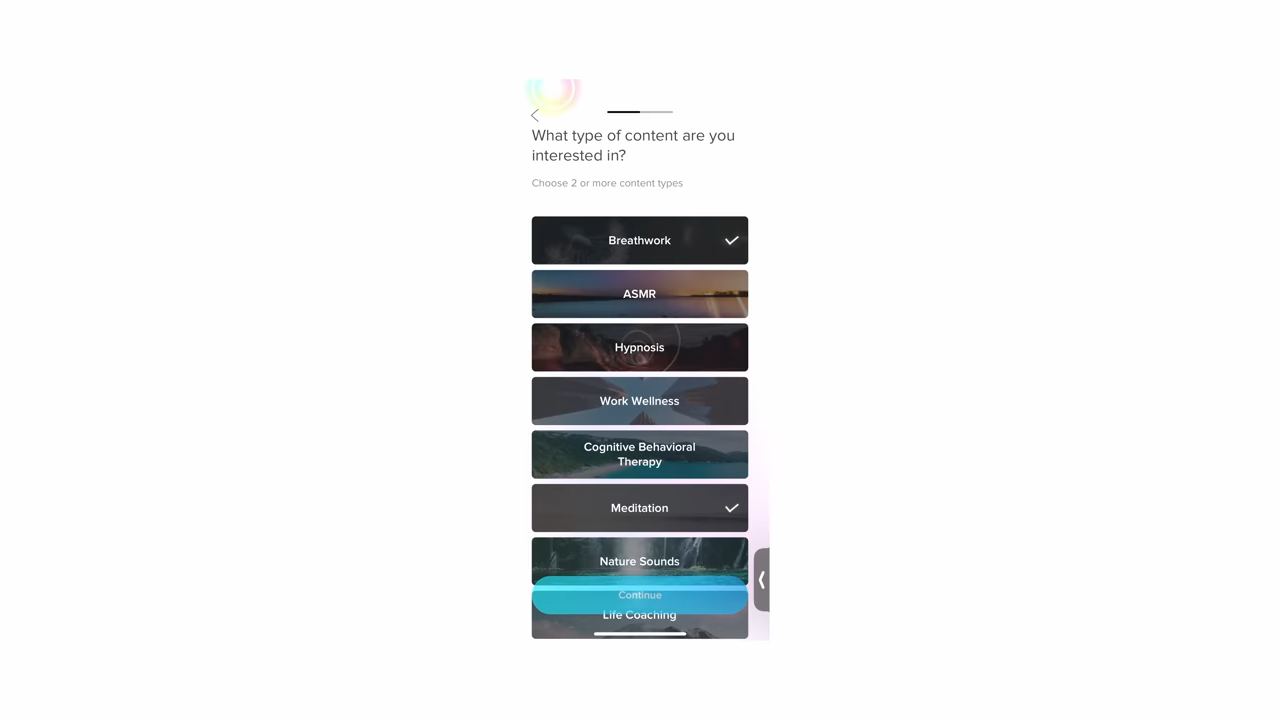 What type of content are you
interested in?
Choose 2 or more content types
Breathwork
ASMR
Hypnosis
Work Wellness
Cognitive Behavioral
Therapy
Meditation
Nature Sounds
Continue
Life Coaching